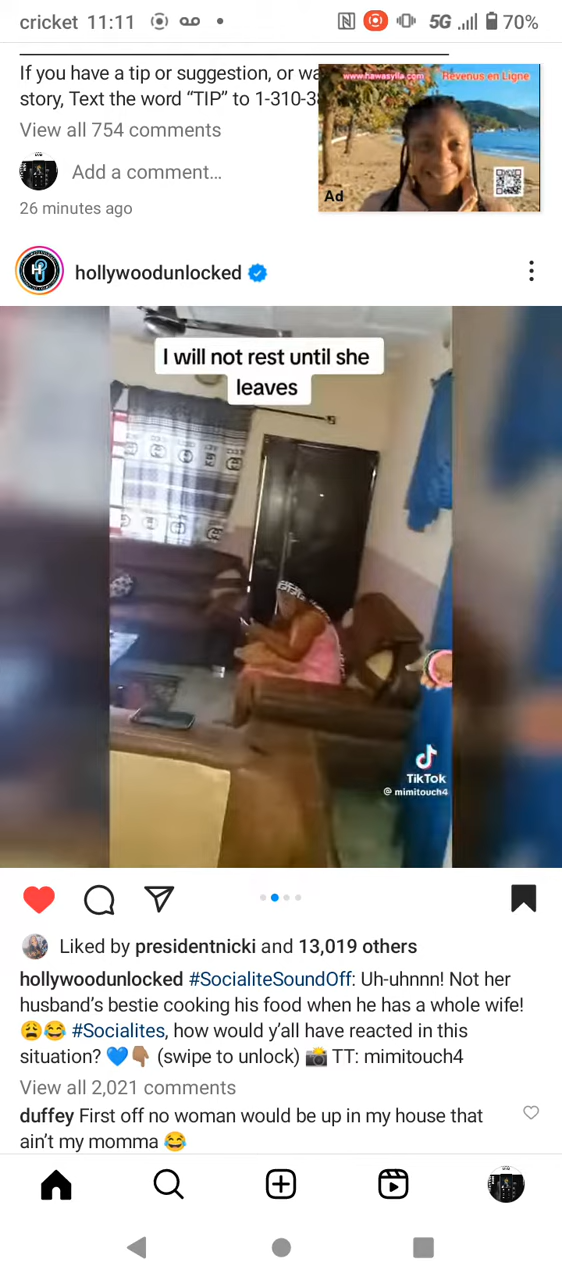 cricket 11:11 5G 70%
If you have a tip or suggestion, or wa
story, Text the word “TIP” to 1-310-3
www.hawasylla.com Revenus en Ligne
Ad
View all 754 comments
Add a comment...
26 minutes ago
hollywoodunlocked
I will not rest until she
leaves
TikTok
@ mimitouch4
Liked by presidentnicki and 13,019 others
hollywoodunlocked #SocialiteSoundOff: Uh-uhnnn! Not her
husband’s bestie cooking his food when he has a whole wife!
😩😂 #Socialites, how would y’all have reacted in this
situation? 💙👇🏽 (swipe to unlock) 📸 TT: mimitouch4
View all 2,021 comments
duffey First off no woman would be up in my house that
ain’t my momma 😂